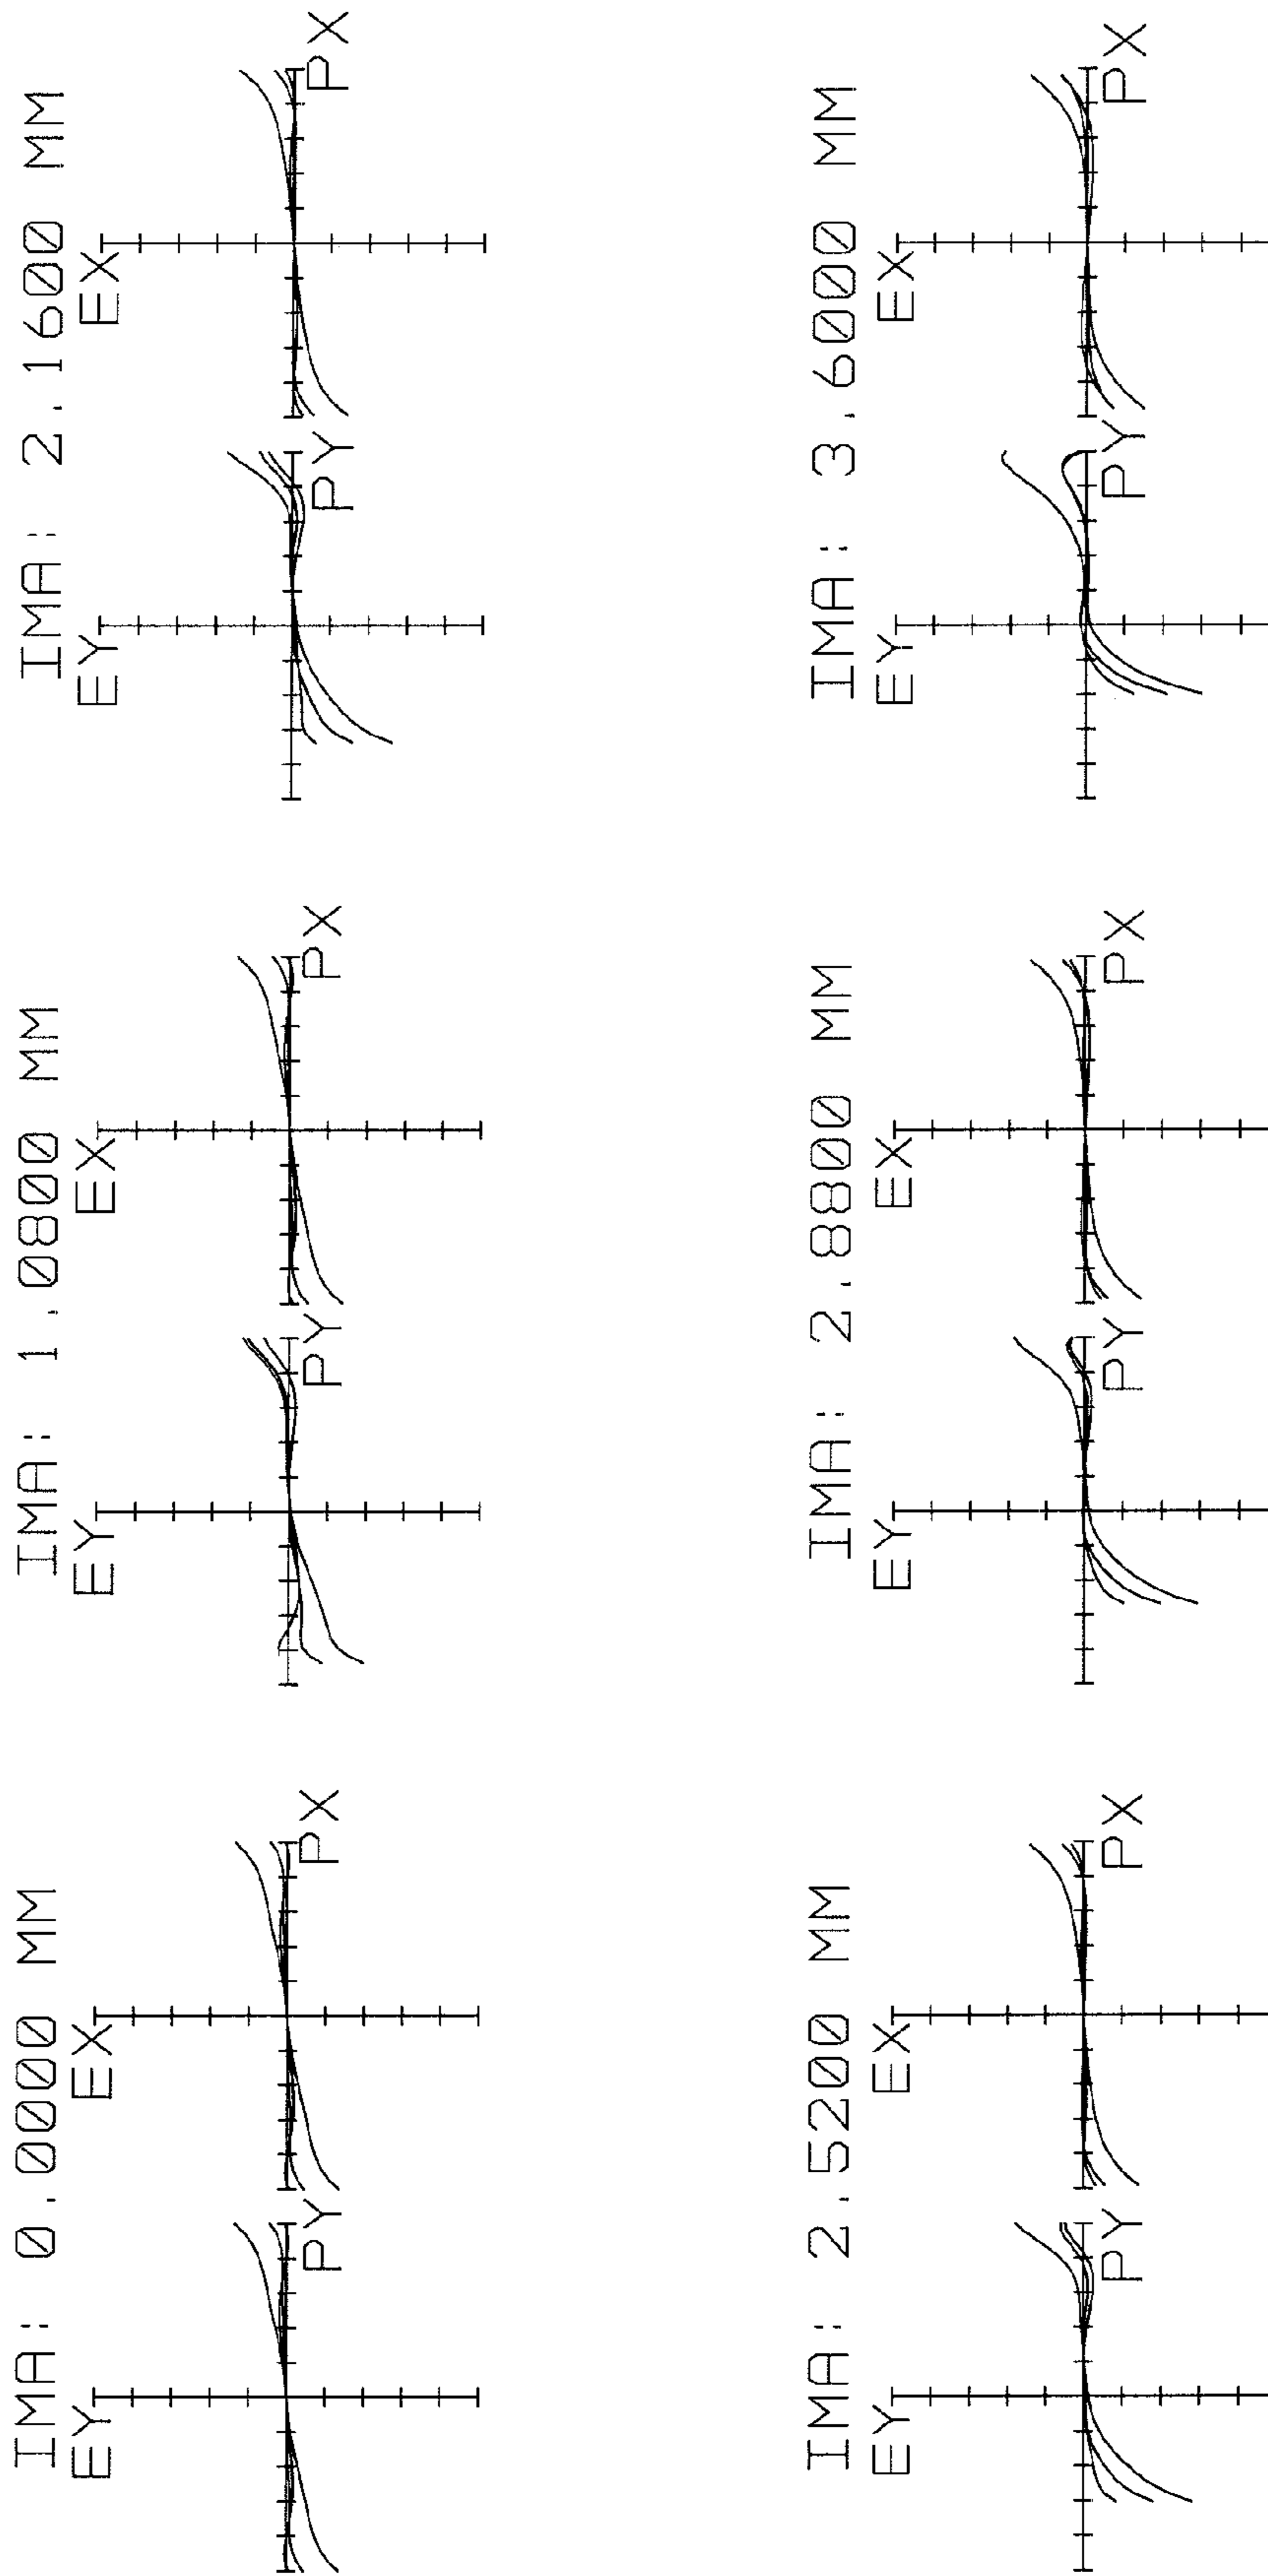 IMA: 0.0000 MM
EY
EX
PY
PX
IMA: 1.0800 MM
EY
EX
PY
PX
IMA: 2.1600 MM
EY
EX
PY
PX
IMA: 2.5200 MM
EY
EX
PY
PX
IMA: 2.8800 MM
EY
EX
PY
PX
IMA: 3.6000 MM
EY
EX
PY
PX